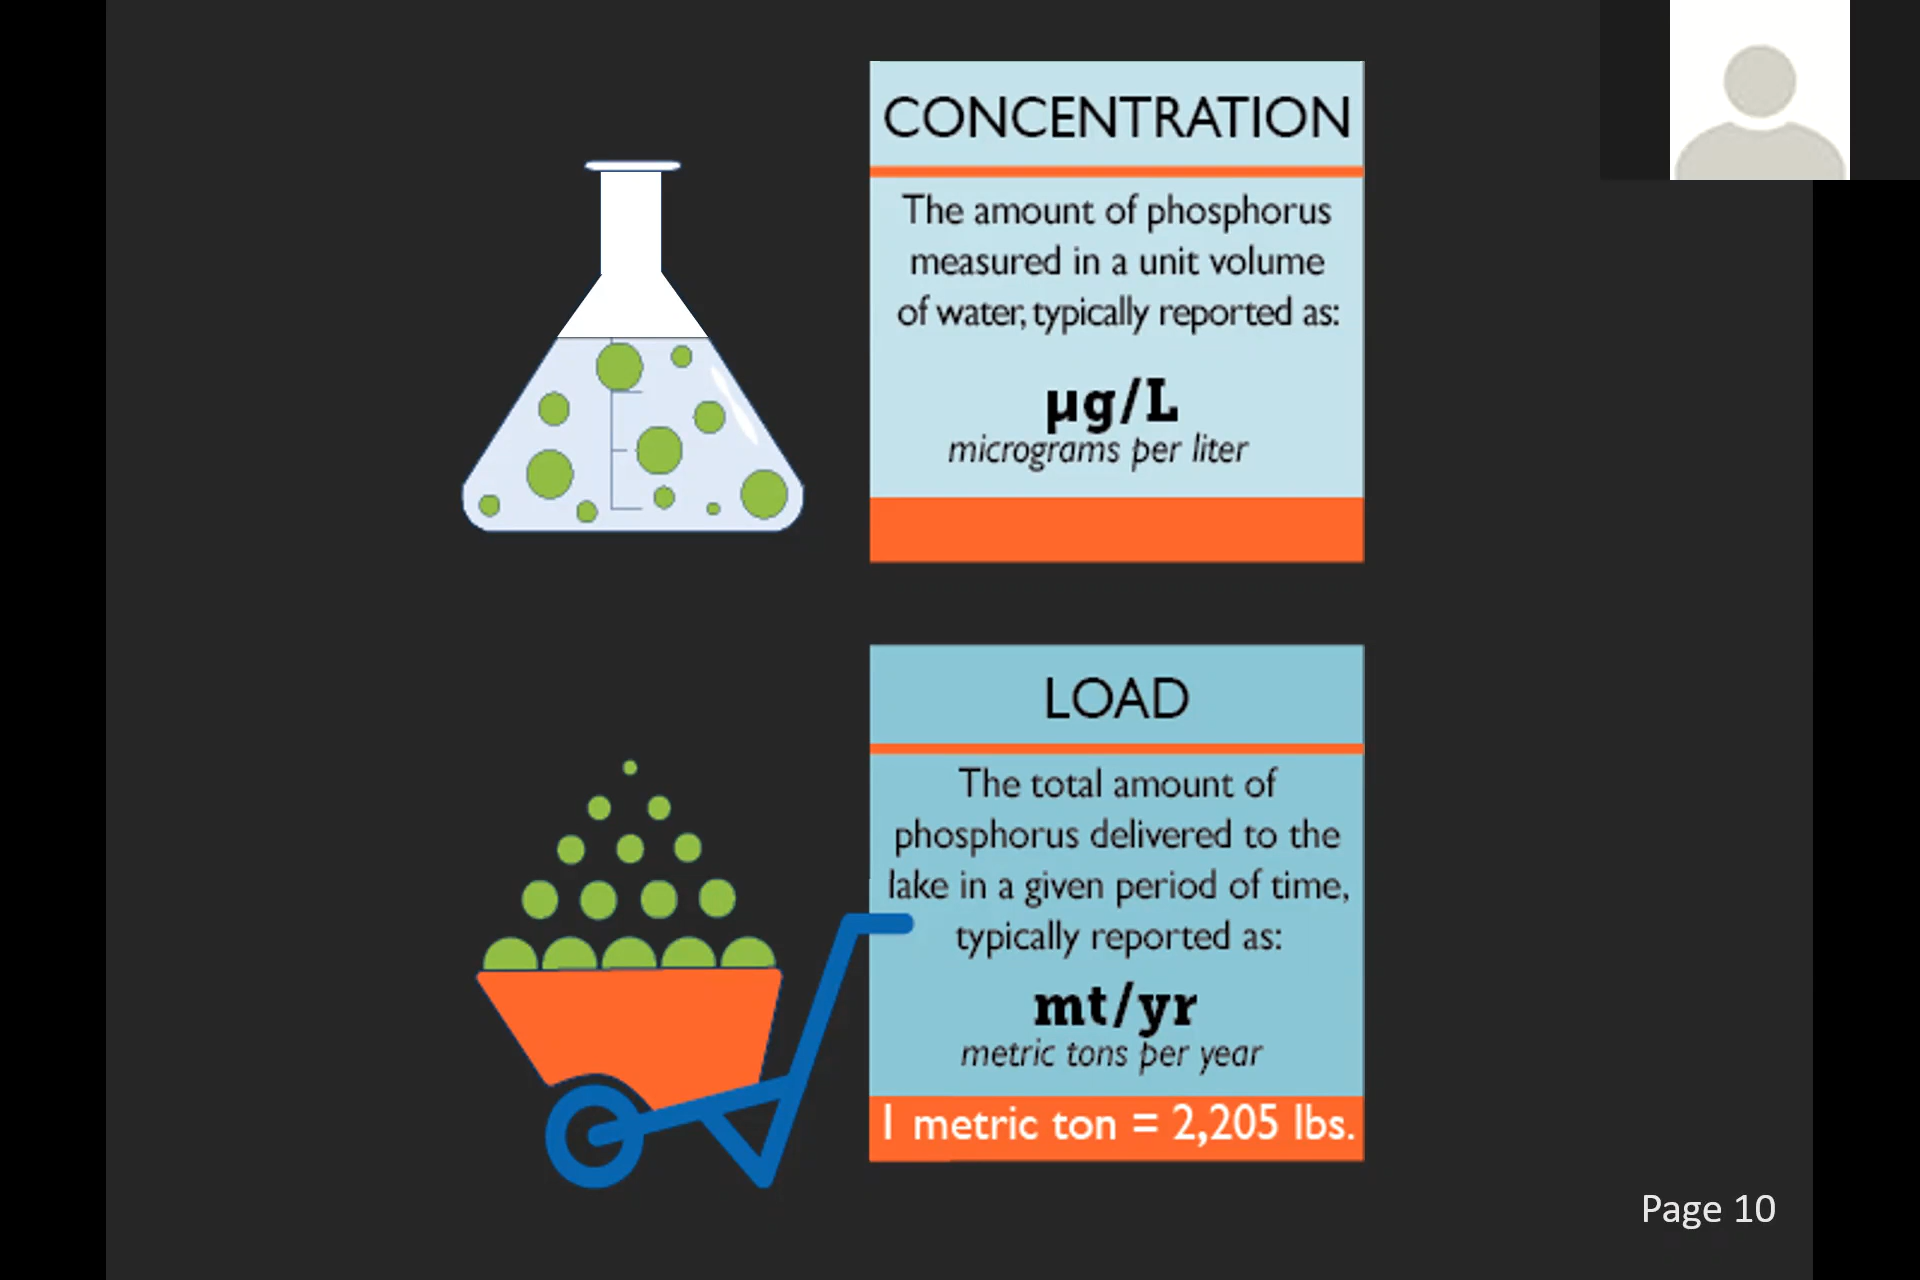 CONCENTRATION
The amount of phosphorus
measured in a unit volume
of water, typically reported as:
µg/L
micrograms per liter
LOAD
The total amount of
phosphorus delivered to the
lake in a given period of time,
typically reported as:
mt/yr
metric tons per year
1 metric ton = 2,205 lbs.
Page 10